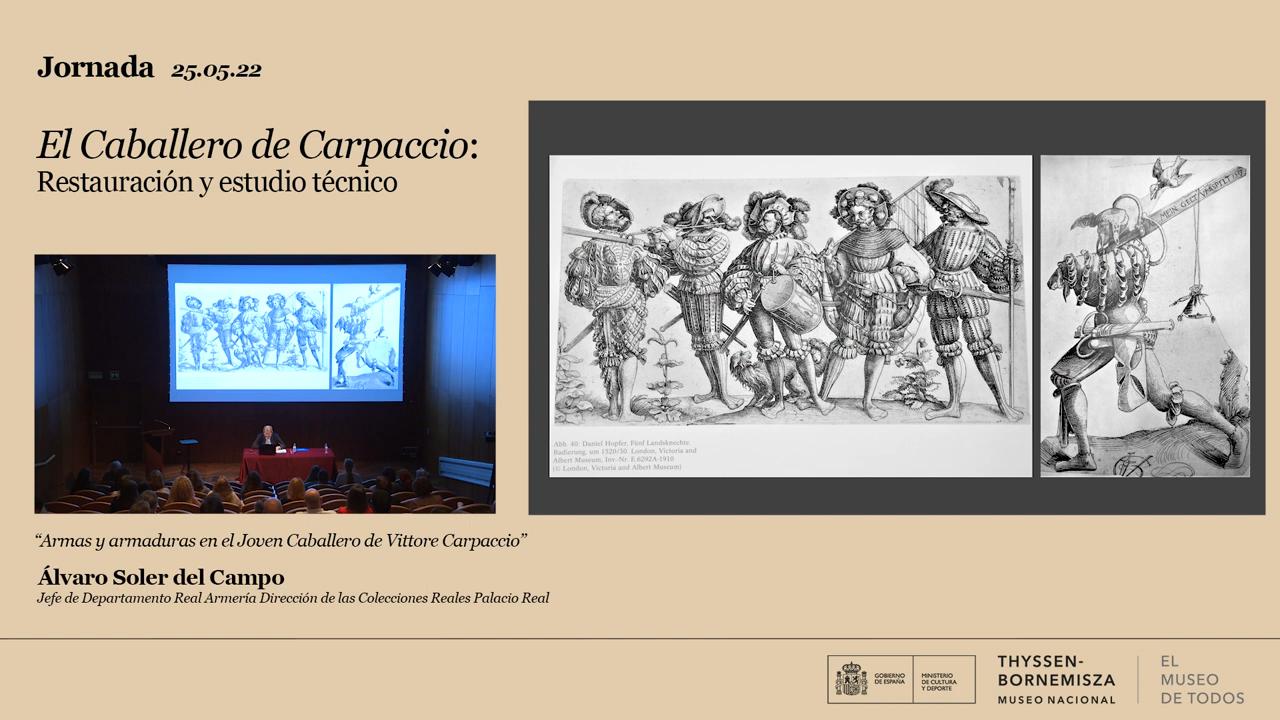 Jornada 25.05.22
El Caballero de Carpaccio:
Restauración y estudio técnico
MEIN GELT
Abb. 40: Daniel Hopfer, Fünf Landsknechte.
Radierung, um 1520/30. London, Victoria and
Albert Museum, Inv.-Nr. E.6292A-1910
(© London, Victoria and Albert Museum)
“Armas y armaduras en el Joven Caballero de Vittore Carpaccio”
Álvaro Soler del Campo
Jefe de Departamento Real Armería Dirección de las Colecciones Reales Palacio Real
GOBIERNO
DE ESPAÑA
MINISTERIO
DE CULTURA
Y DEPORTE
THYSSEN-
BORNEMISZA
MUSEO NACIONAL
EL
MUSEO
DE TODOS